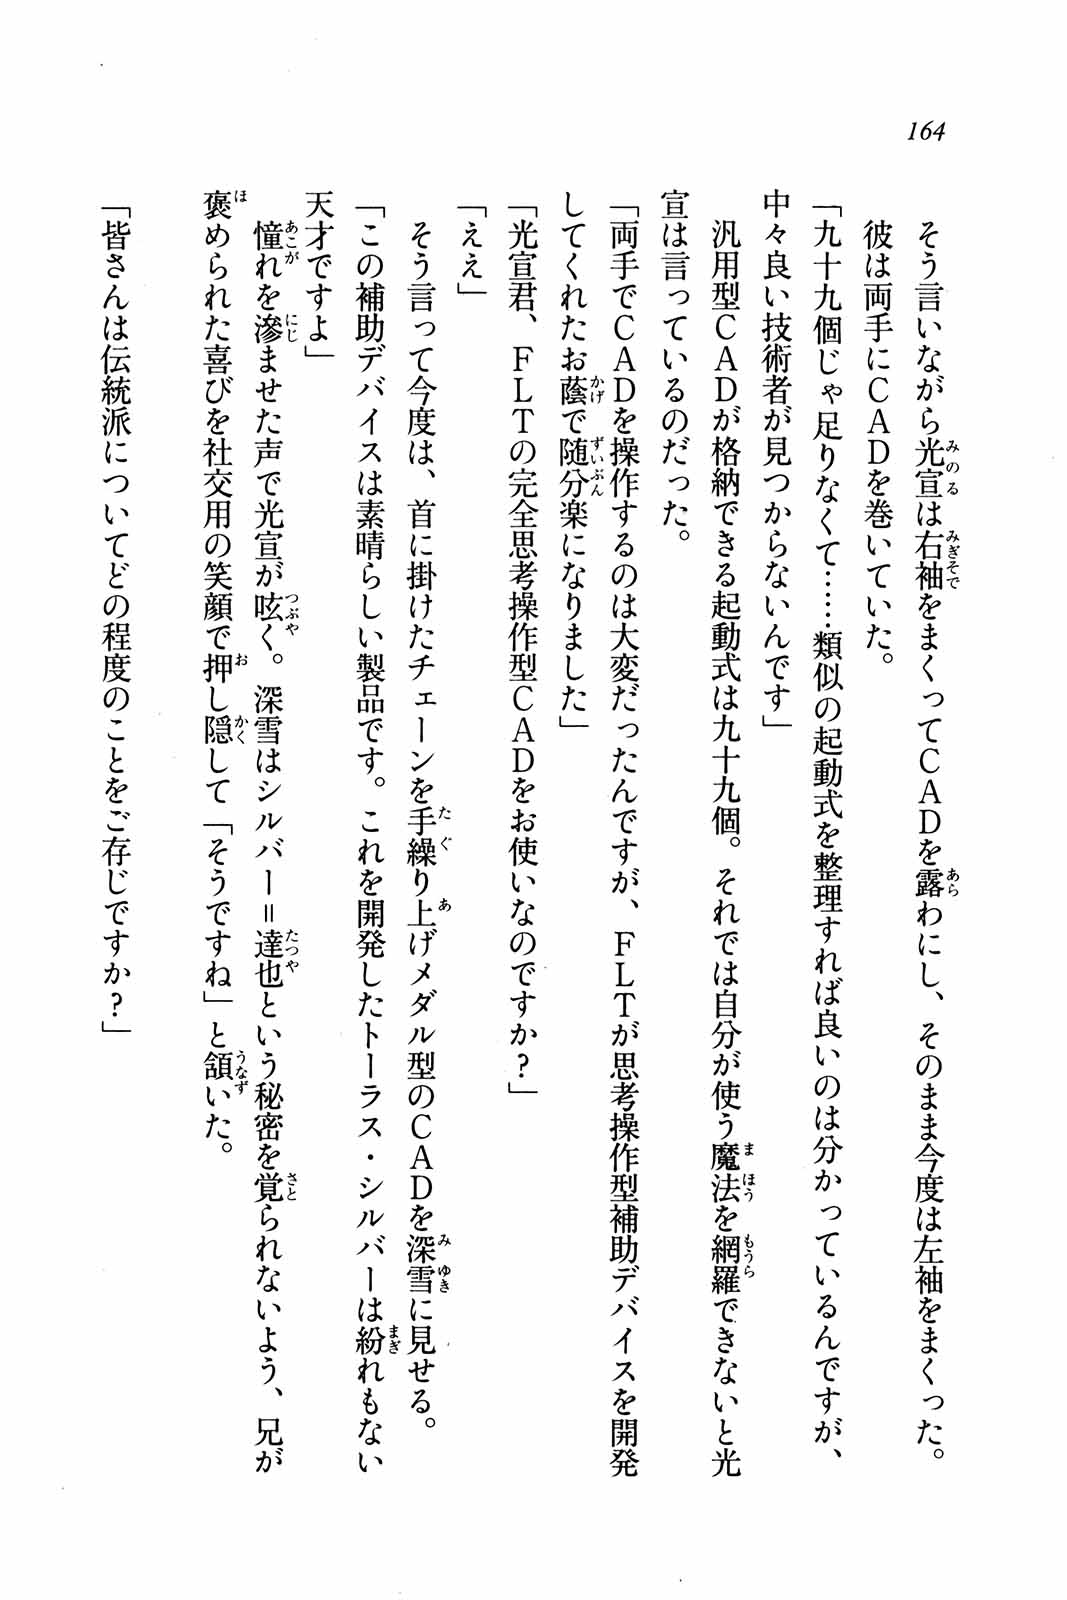 164
　そう言いながら光宣は右袖をまくってＣＡＤを露わにし、そのまま今度は左袖をまくった。
　彼は両手にＣＡＤを巻いていた。
「九十九個じゃ足りなくて……類似の起動式を整理すれば良いのは分かっているんですが、
中々良い技術者が見つからないんです」
　汎用型ＣＡＤが格納できる起動式は九十九個。それでは自分が使う魔法を網羅できないと光
宣は言っているのだった。
「両手でＣＡＤを操作するのは大変だったんですが、ＦＬＴが思考操作型補助デバイスを開発
してくれたお蔭で随分楽になりました」
「光宣君、ＦＬＴの完全思考操作型ＣＡＤをお使いなのですか？」
「ええ」
　そう言って今度は、首に掛けたチェーンを手繰り上げメダル型のＣＡＤを深雪に見せる。
「この補助デバイスは素晴らしい製品です。これを開発したトーラス・シルバーは紛れもない
天才ですよ」
　憧れを滲ませた声で光宣が呟く。深雪はシルバー＝達也という秘密を覚られないよう、兄が
褒められた喜びを社交用の笑顔で押し隠して「そうですね」と頷いた。
「皆さんは伝統派についてどの程度のことをご存じですか？」